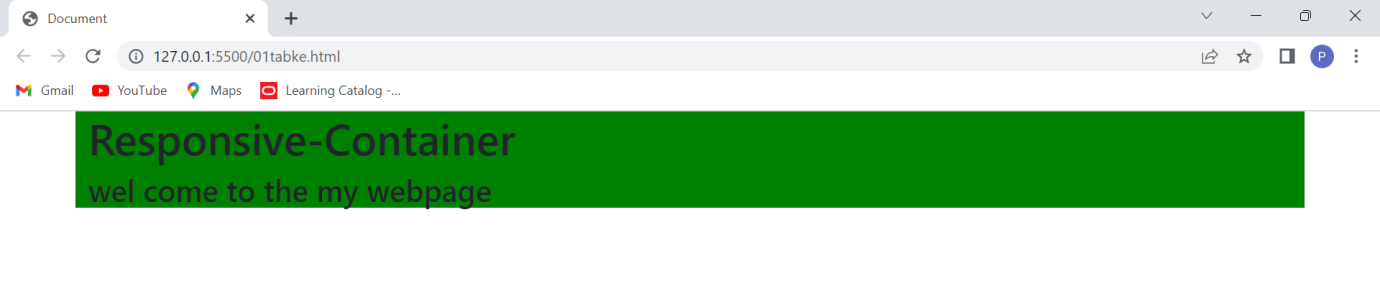 Document
127.0.0.1:5500/01tabke.html
P
Gmail YouTube Maps Learning Catalog -...
Responsive-Container
wel come to the my webpage